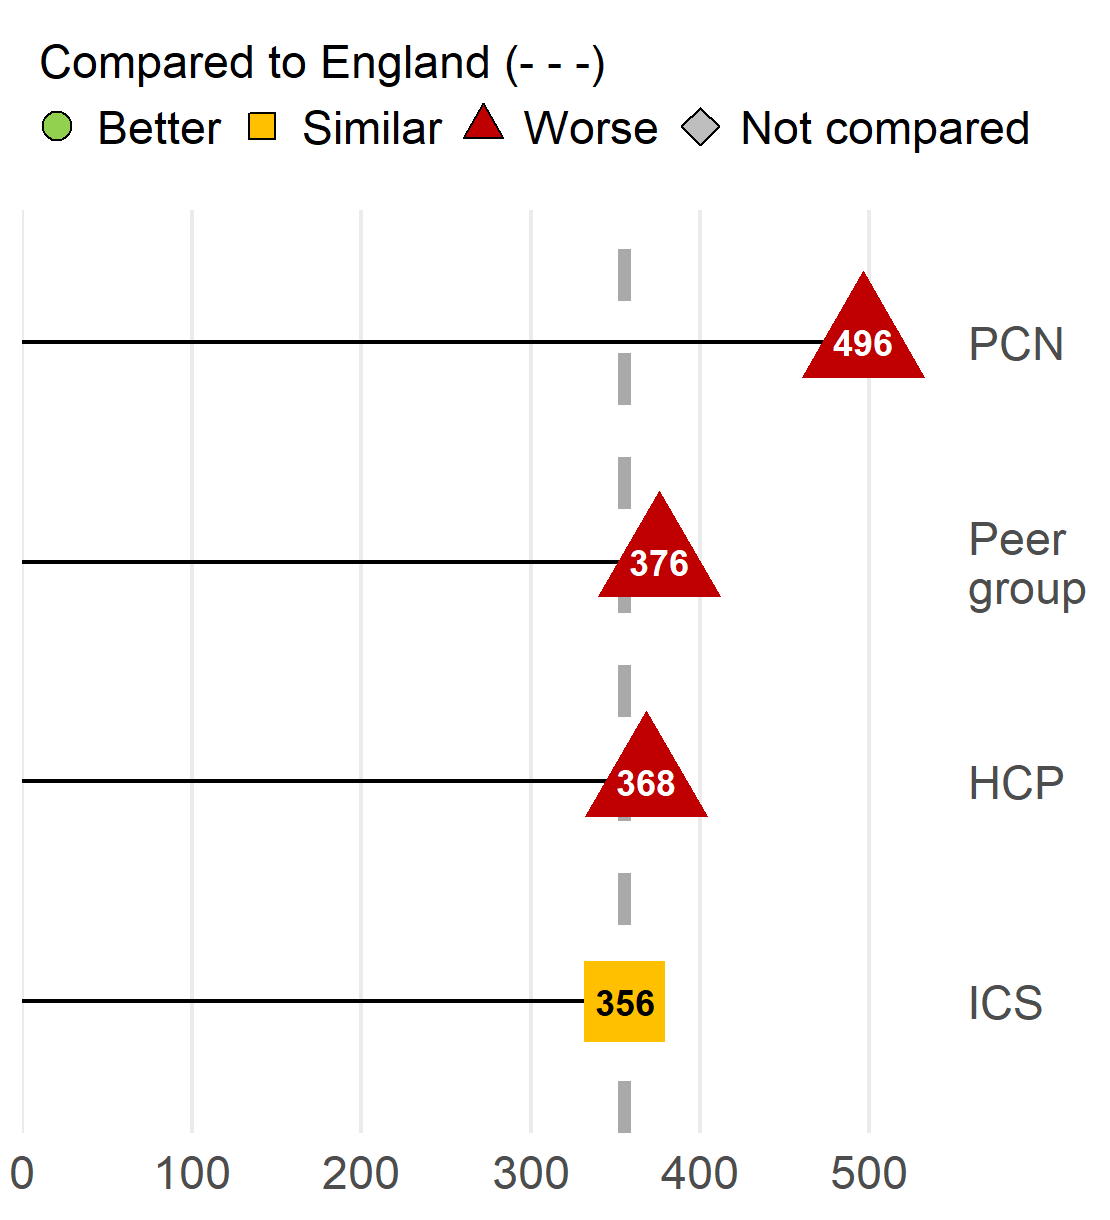 Compared to England (- - -)
Better Similar Worse Not compared
496 PCN
376 Peer
group
368 HCP
356 ICS
0 100 200 300 400 500